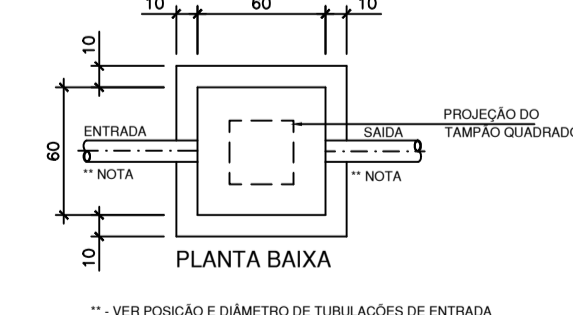 10 60 10
10
PROJEÇÃO DO
ENTRADA SAIDA TAMPÃO QUADRADO
60
** NOTA ** NOTA
10
PLANTA BAIXA
** - VER POSIÇÃO E DIÂMETRO DE TUBULAÇÕES DE ENTRADA